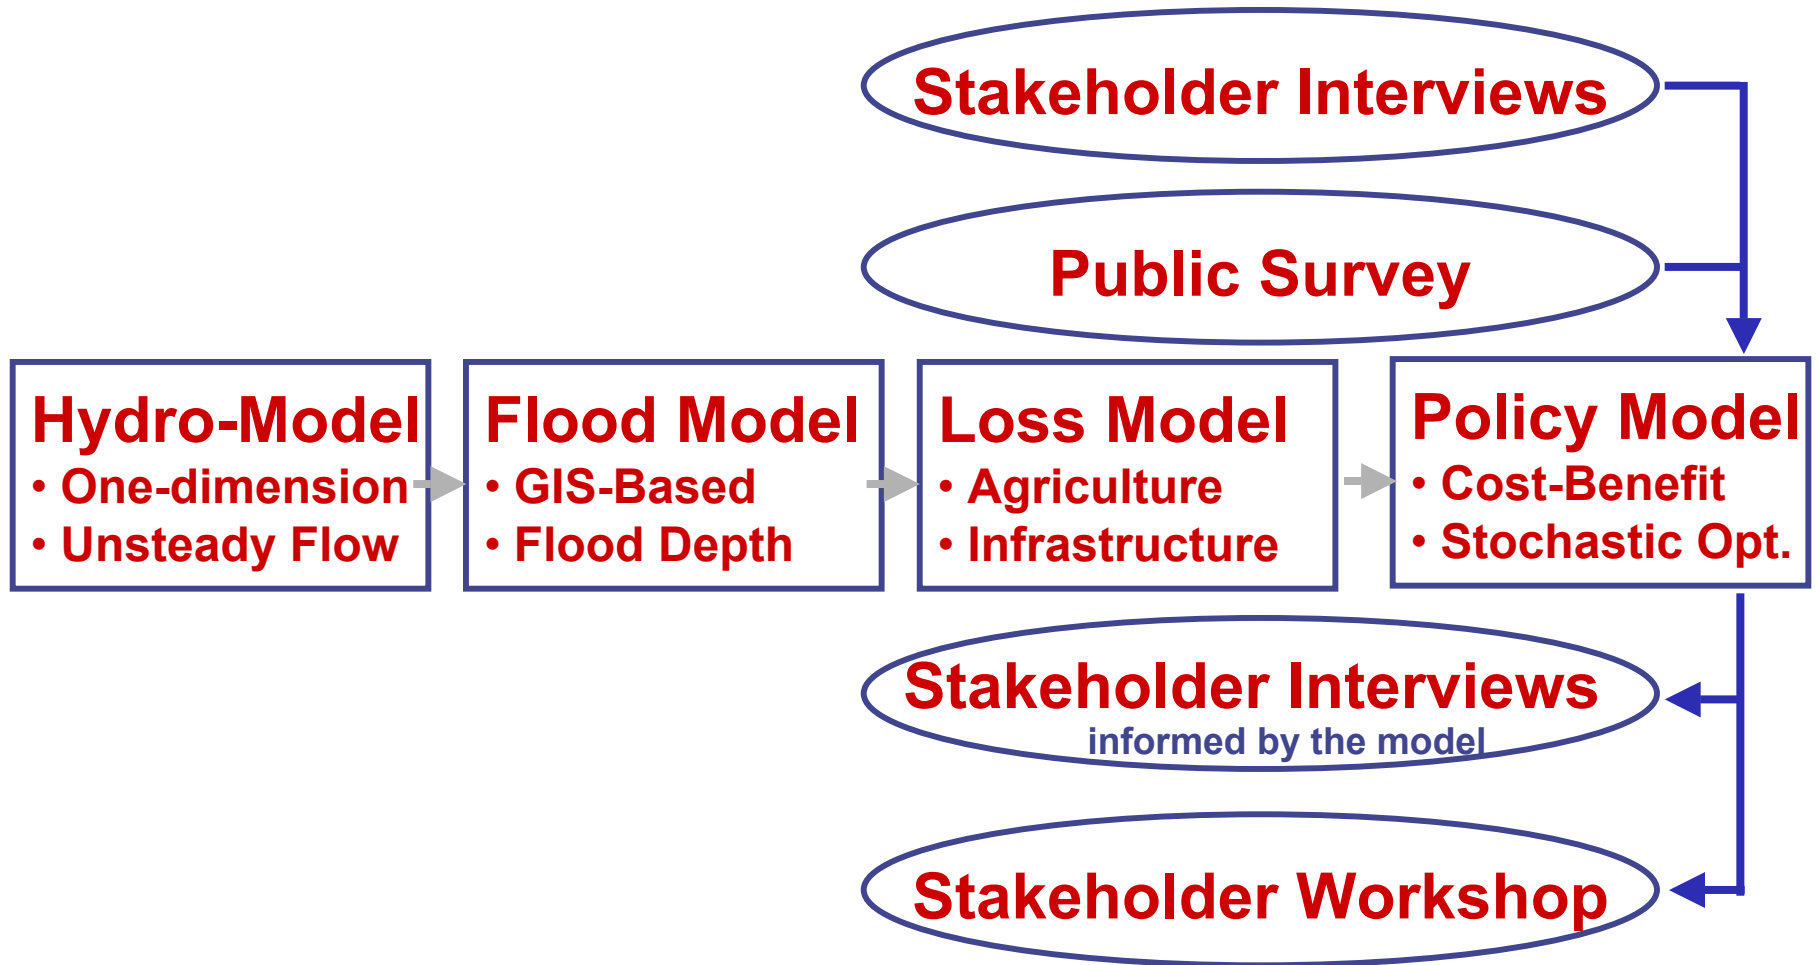 Stakeholder Interviews
Public Survey
Hydro-Model
• One-dimension
• Unsteady Flow
Flood Model
• GIS-Based
• Flood Depth
Loss Model
• Agriculture
• Infrastructure
Policy Model
• Cost-Benefit
• Stochastic Opt.
Stakeholder Interviews
informed by the model
Stakeholder Workshop